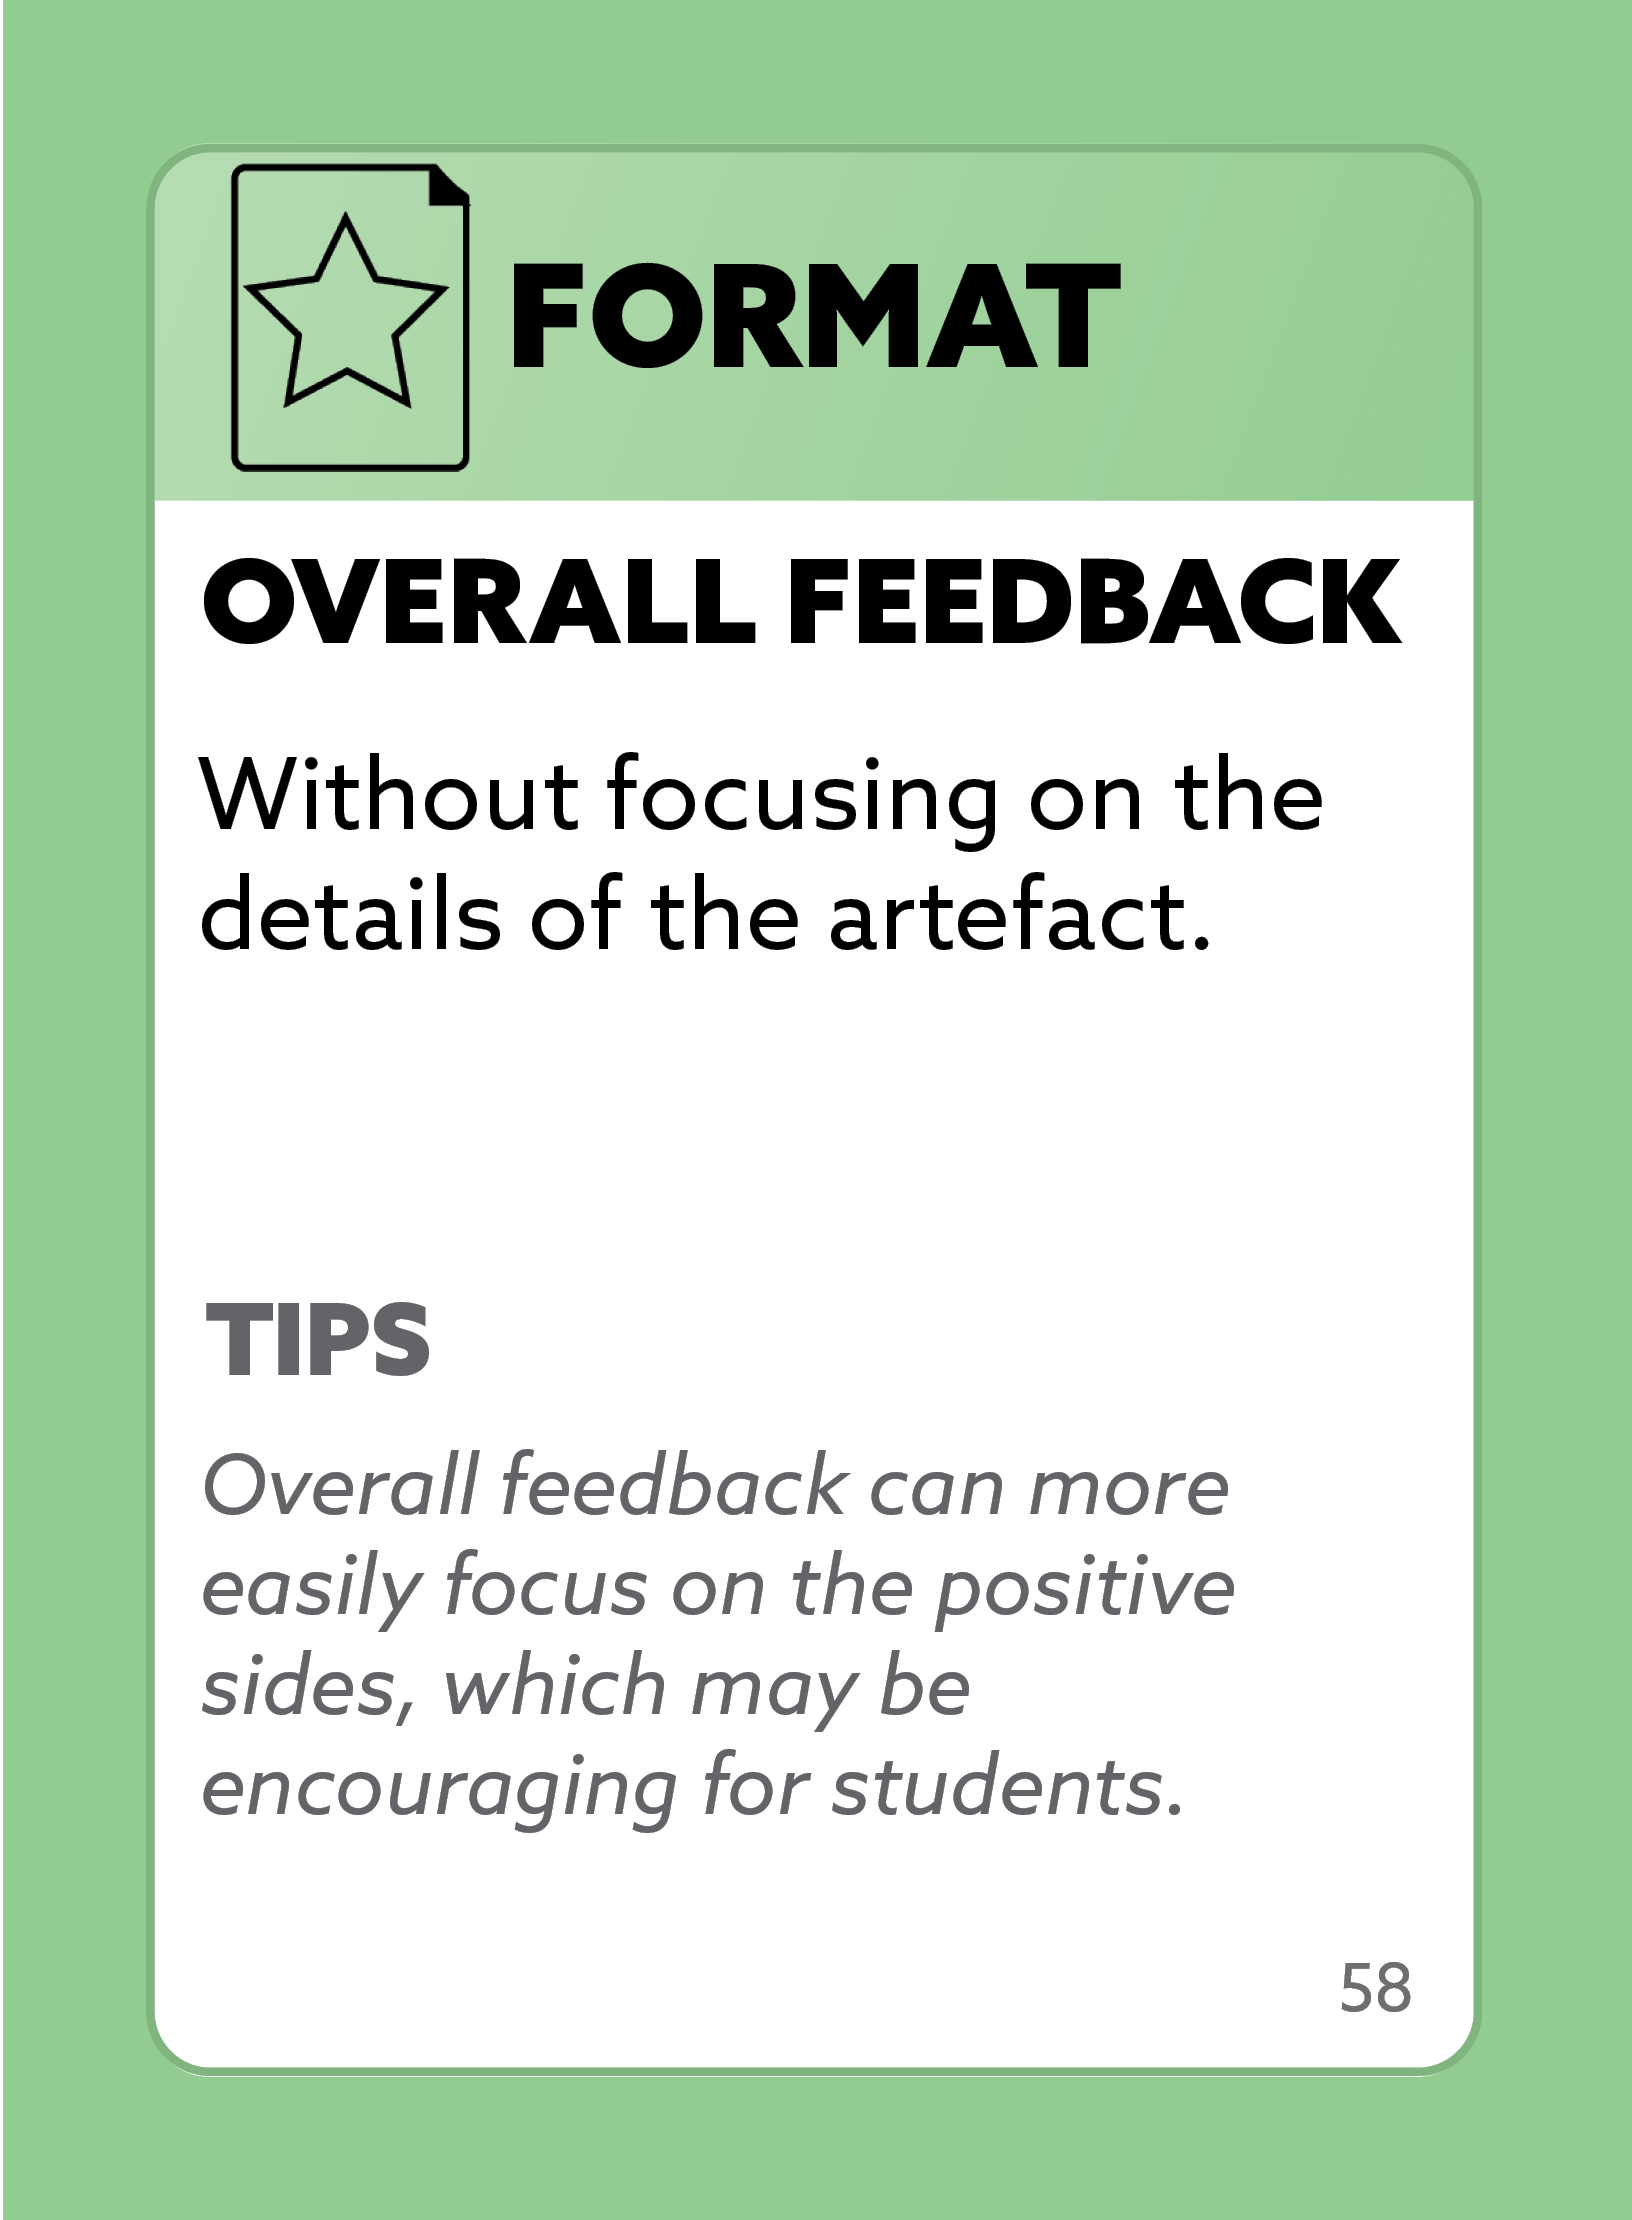 FORMAT
OVERALL FEEDBACK
Without focusing on the
details of the artefact.
TIPS
Overall feedback can more
easily focus on the positive
sides, which may be
encouraging for students.
58